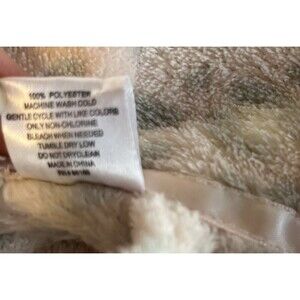 100% POLYESTER
MACHINE WASH COLD
GENTLE CYCLE WITH LIKE COLORS
ONLY NON-CHLORINE
BLEACH WHEN NEEDED
TUMBLE DRY LOW
DO NOT DRYCLEAN
MADE IN CHINA